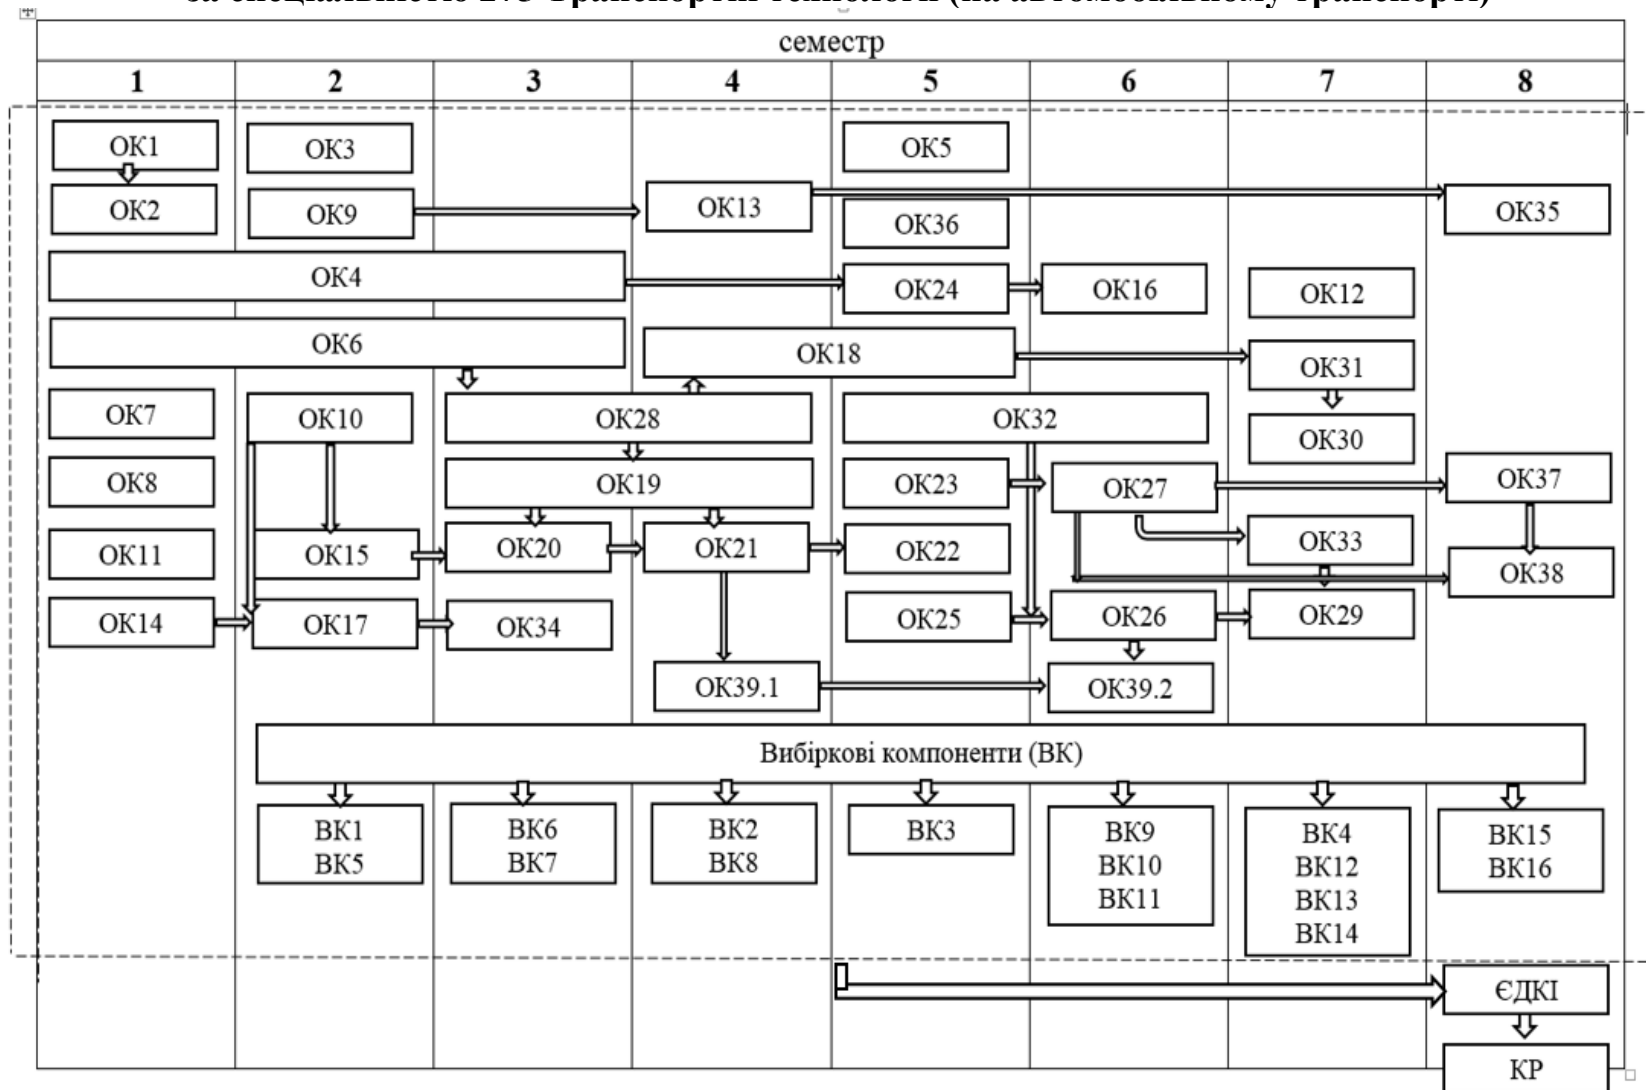 семестр
1 2 3 4 5 6 7 8
ОК1 ОК3 ОК5
ОК2 ОК9 ОК13 ОК36 ОК35
ОК4 ОК24 ОК16 ОК12
ОК6 ОК18 ОК31
ОК7 ОК10 ОК28 ОК32 ОК30
ОК8 ОК19 ОК23 ОК27 ОК37
ОК11 ОК15 ОК20 ОК21 ОК22 ОК33 ОК38
ОК14 ОК17 ОК34 ОК25 ОК26 ОК29
ОК39.1 ОК39.2
Вибіркові компоненти (ВК)
ВК1 ВК6 ВК2 ВК3 ВК9 ВК4 ВК15
ВК5 ВК7 ВК8 ВК10 ВК12 ВК16
ВК11 ВК13
ВК14
ЄДКІ
КР